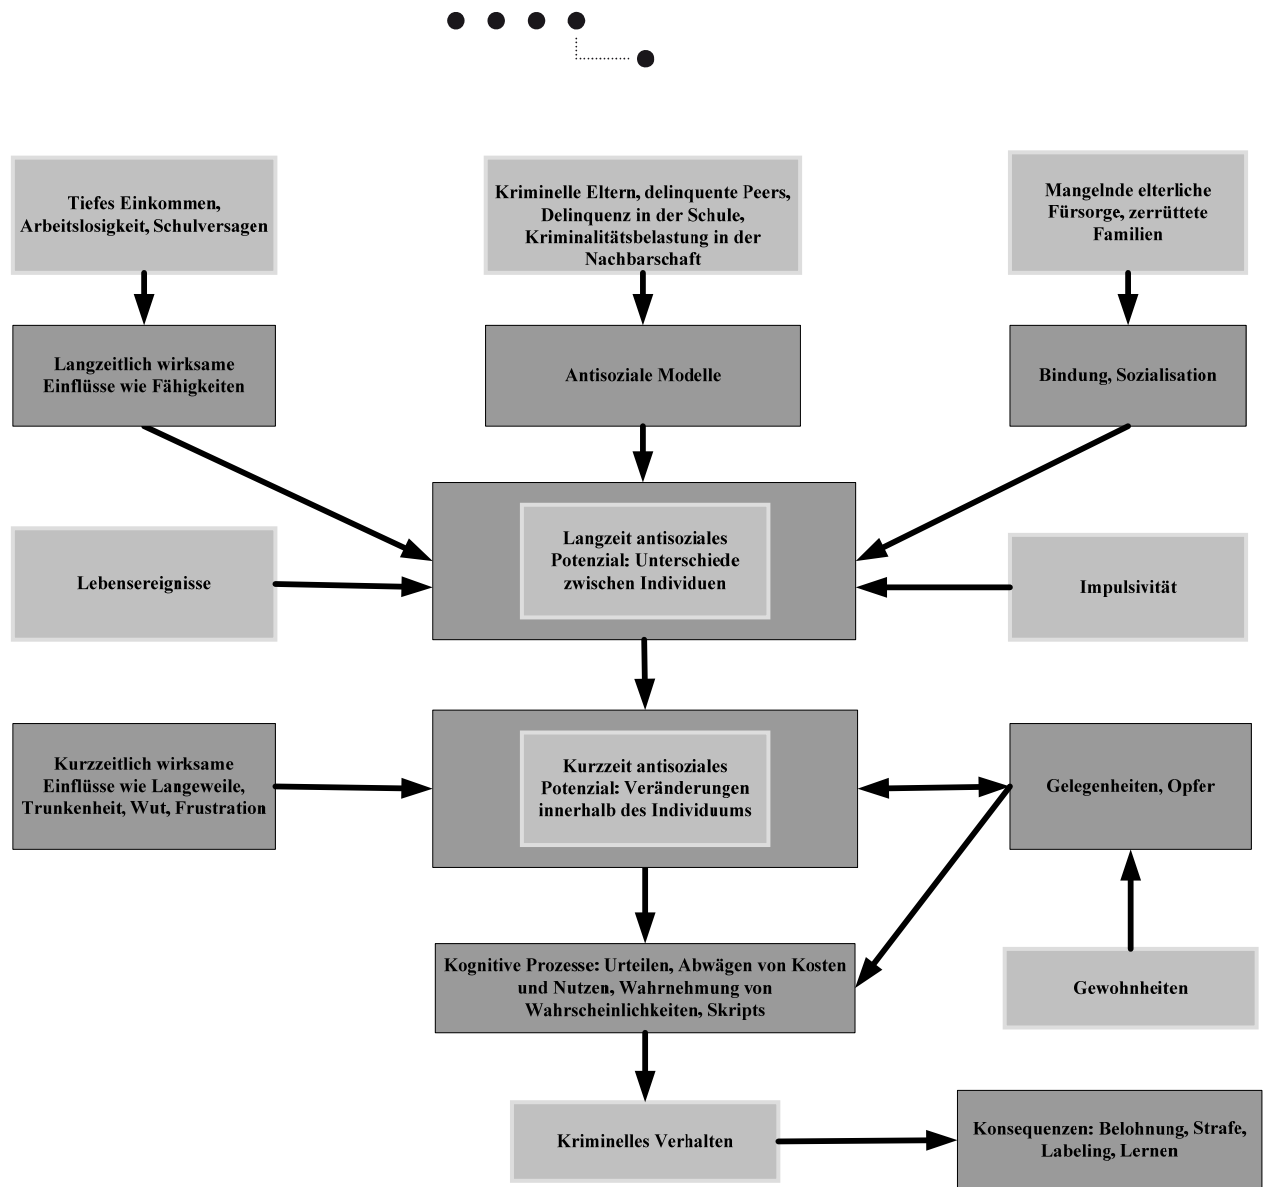 Tiefes Einkommen,
Arbeitslosigkeit, Schulversagen
Kriminelle Eltern, delinquente Peers,
Delinquenz in der Schule,
Kriminalitätsbelastung in der
Nachbarschaft
Mangelnde elterliche
Fürsorge, zerrüttete
Familien
Langzeitlich wirksame
Einflüsse wie Fähigkeiten
Antisoziale Modelle
Bindung, Sozialisation
Langzeit antisoziales
Potenzial: Unterschiede
zwischen Individuen
Lebensereignisse
Impulsivität
Kurzzeitlich wirksame
Einflüsse wie Langeweile,
Trunkenheit, Wut, Frustration
Kurzzeit antisoziales
Potenzial: Veränderungen
innerhalb des Individuums
Gelegenheiten, Opfer
Kognitive Prozesse: Urteilen, Abwägen von Kosten
und Nutzen, Wahrnehmung von
Wahrscheinlichkeiten, Skripts
Gewohnheiten
Kriminelles Verhalten
Konsequenzen: Belohnung, Strafe,
Labeling, Lernen